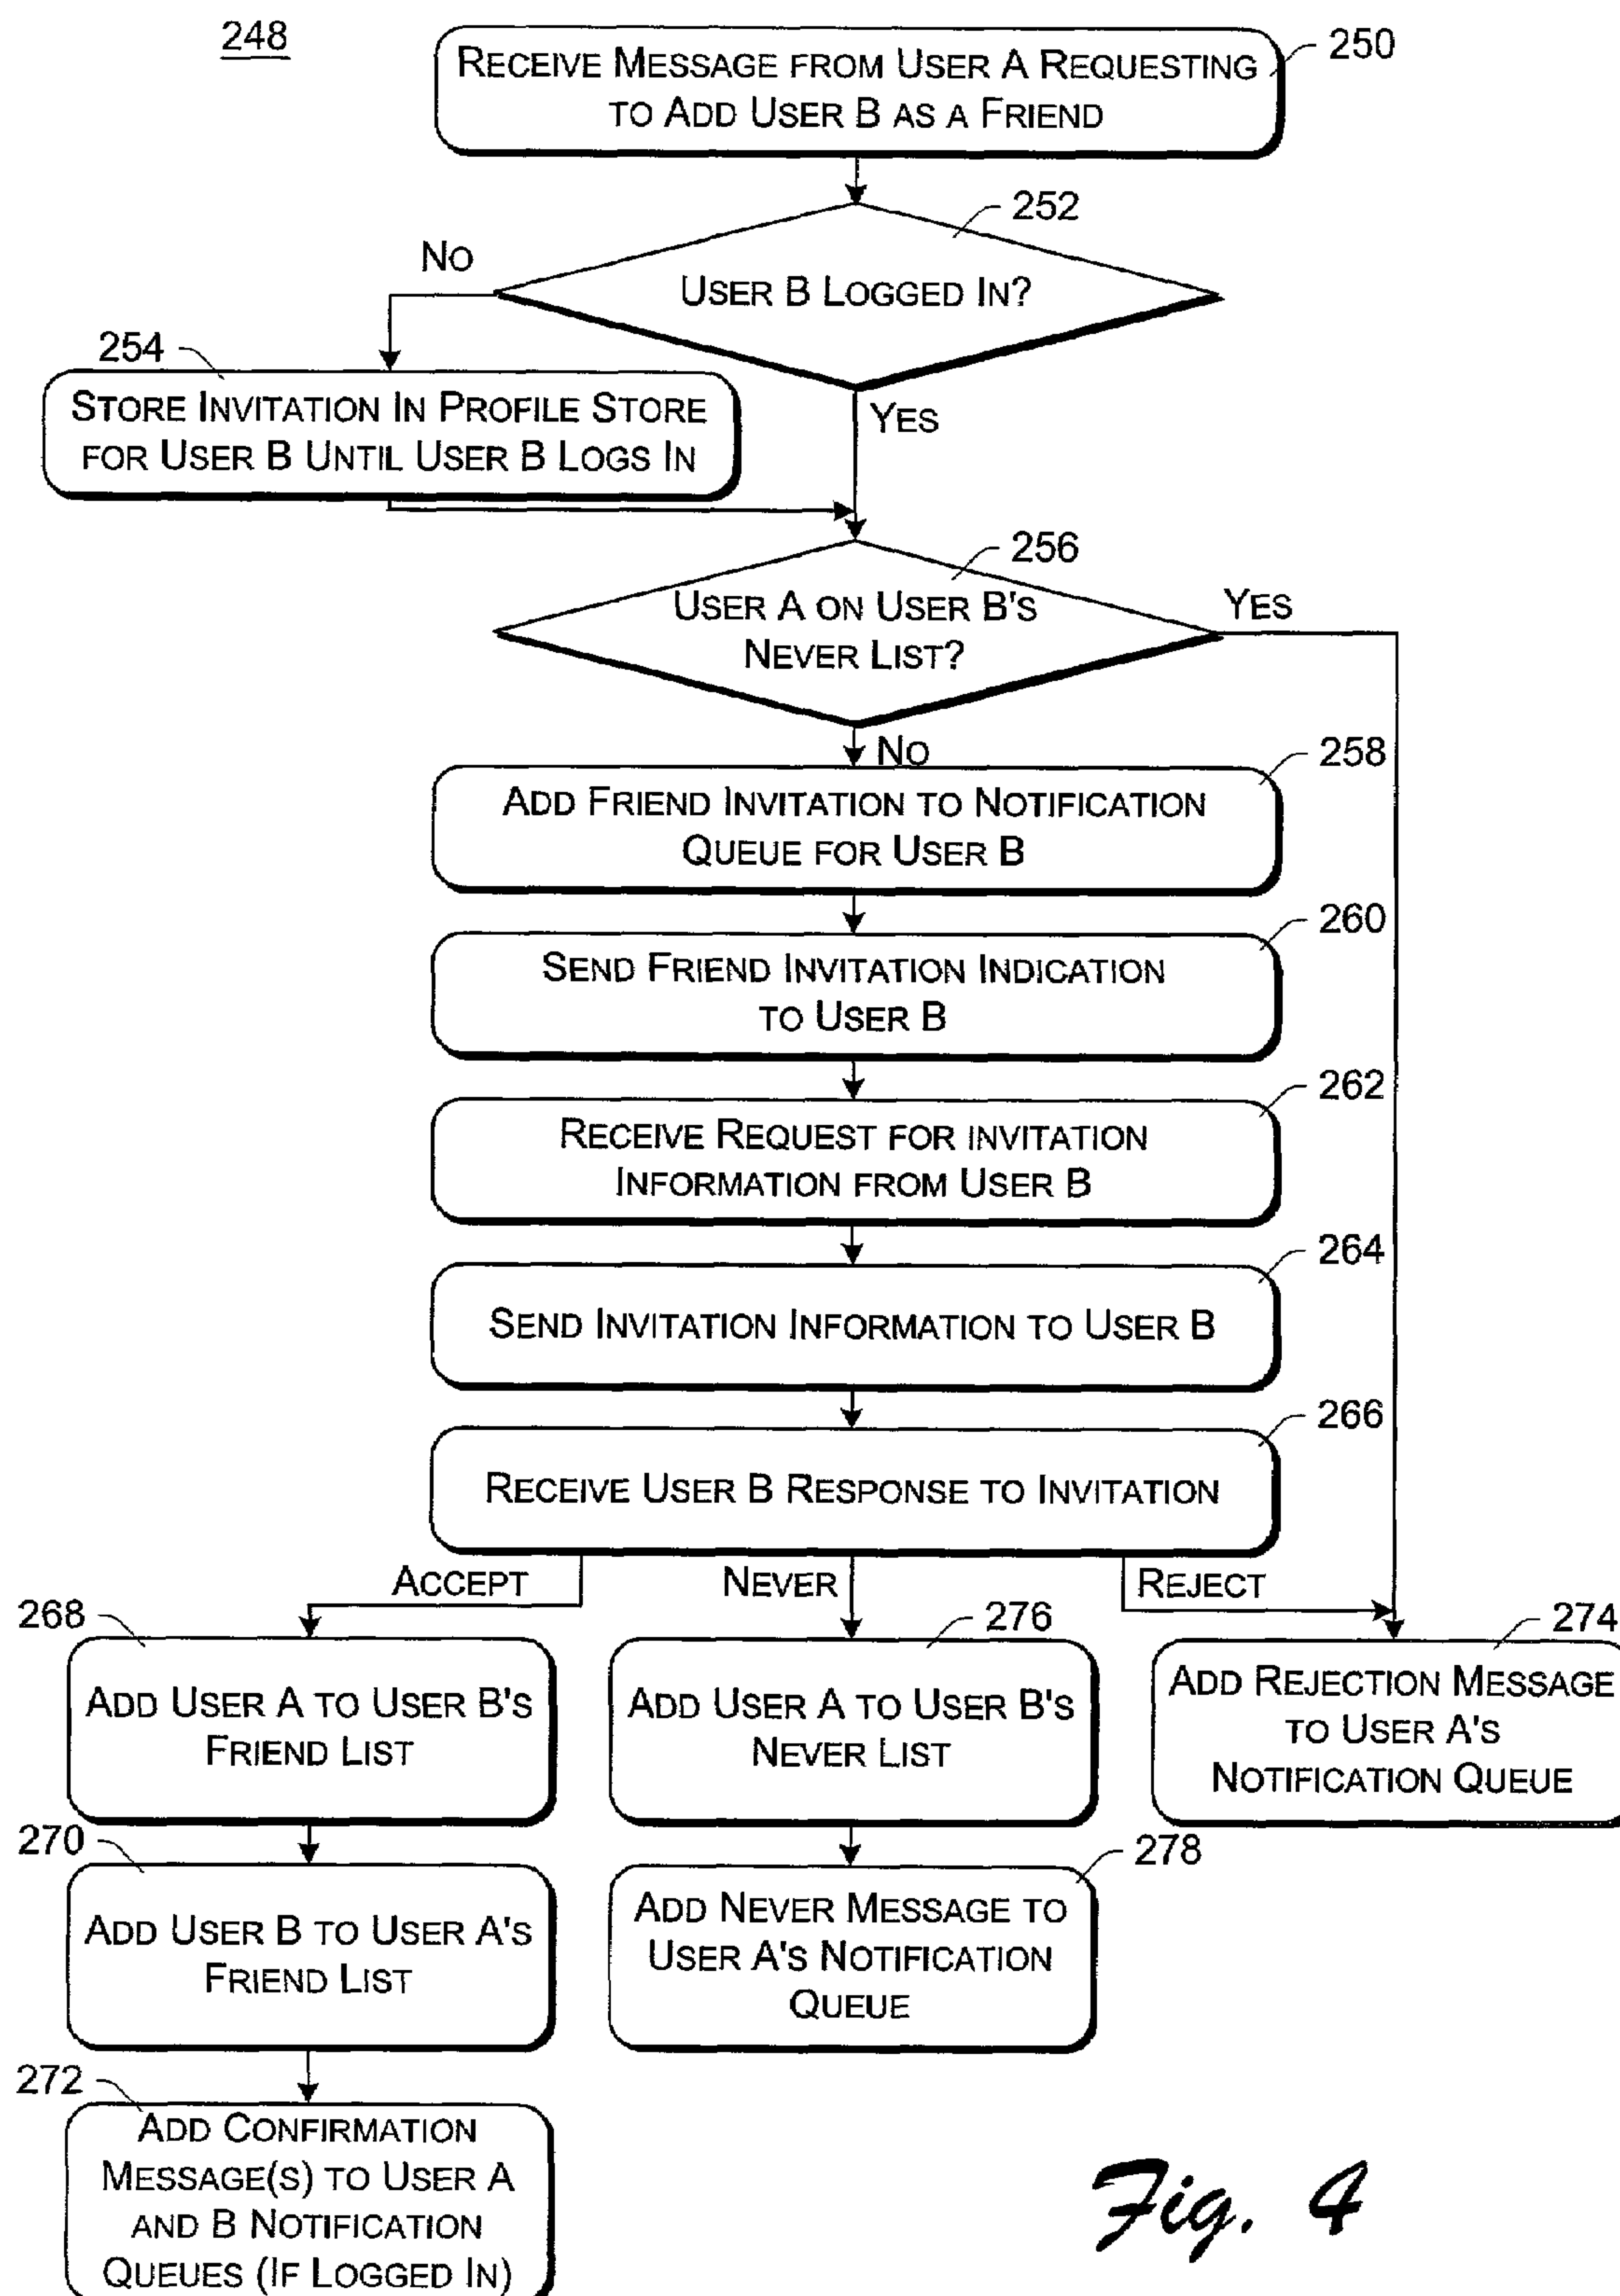 248
RECEIVE MESSAGE FROM USER A REQUESTING
TO ADD USER B AS A FRIEND
250
252
NO
USER B LOGGED IN?
254
STORE INVITATION IN PROFILE STORE
FOR USER B UNTIL USER B LOGS IN
YES
256
USER A ON USER B'S
NEVER LIST?
YES
NO
258
ADD FRIEND INVITATION TO NOTIFICATION
QUEUE FOR USER B
260
SEND FRIEND INVITATION INDICATION
TO USER B
262
RECEIVE REQUEST FOR INVITATION
INFORMATION FROM USER B
264
SEND INVITATION INFORMATION TO USER B
266
RECEIVE USER B RESPONSE TO INVITATION
ACCEPT
NEVER
REJECT
268
276
274
ADD USER A TO USER B'S
FRIEND LIST
ADD USER A TO USER B'S
NEVER LIST
ADD REJECTION MESSAGE
TO USER A'S
NOTIFICATION QUEUE
270
278
ADD USER B TO USER A'S
FRIEND LIST
ADD NEVER MESSAGE TO
USER A'S NOTIFICATION
QUEUE
272
ADD CONFIRMATION
MESSAGE(S) TO USER A
AND B NOTIFICATION
QUEUES (IF LOGGED IN)
Fig. 4